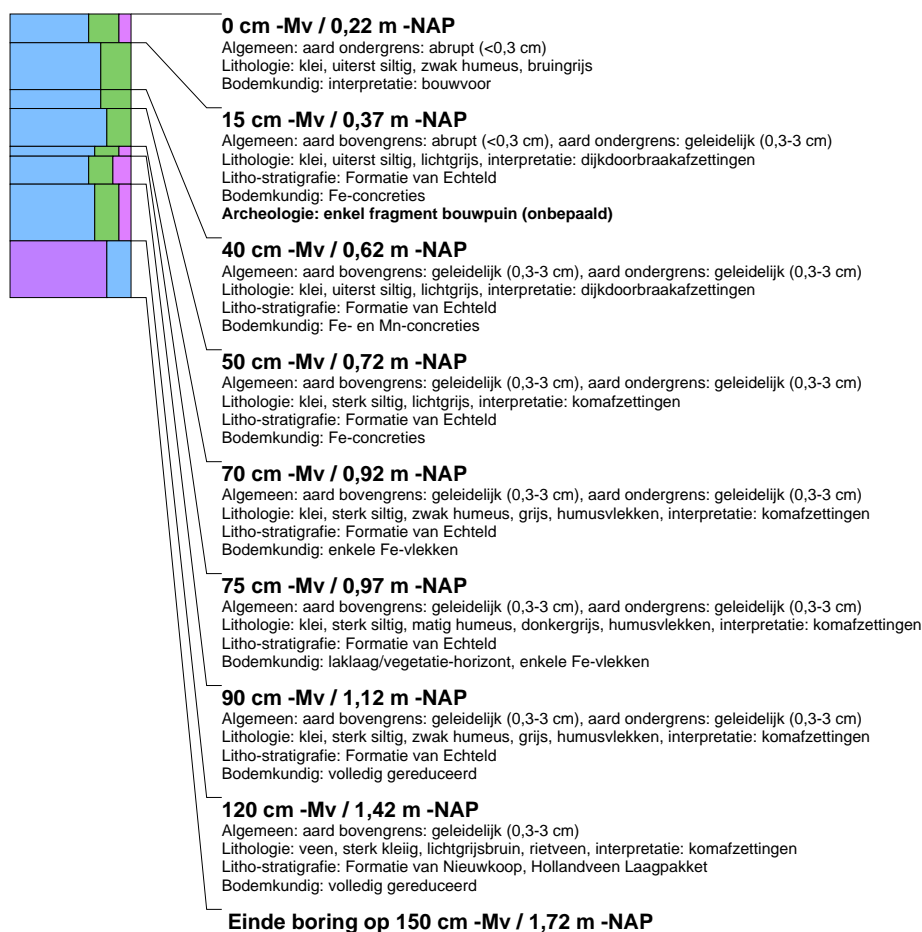 0 cm -Mv / 0,22 m -NAP
Algemeen: aard ondergrens: abrupt (<0,3 cm)
Lithologie: klei, uiterst siltig, zwak humeus, bruingrijs
Bodemkundig: interpretatie: bouwvoor
15 cm -Mv / 0,37 m -NAP
Algemeen: aard bovengrens: abrupt (<0,3 cm), aard ondergrens: geleidelijk (0,3-3 cm)
Lithologie: klei, uiterst siltig, lichtgrijs, interpretatie: dijkdoorbraakafzettingen
Litho-stratigrafie: Formatie van Echteld
Bodemkundig: Fe-concreties
Archeologie: enkel fragment bouwpuin (onbepaald)
40 cm -Mv / 0,62 m -NAP
Algemeen: aard bovengrens: geleidelijk (0,3-3 cm), aard ondergrens: geleidelijk (0,3-3 cm)
Lithologie: klei, uiterst siltig, lichtgrijs, interpretatie: dijkdoorbraakafzettingen
Litho-stratigrafie: Formatie van Echteld
Bodemkundig: Fe- en Mn-concreties
50 cm -Mv / 0,72 m -NAP
Algemeen: aard bovengrens: geleidelijk (0,3-3 cm), aard ondergrens: geleidelijk (0,3-3 cm)
Lithologie: klei, sterk siltig, lichtgrijs, interpretatie: komafzettingen
Litho-stratigrafie: Formatie van Echteld
Bodemkundig: Fe-concreties
70 cm -Mv / 0,92 m -NAP
Algemeen: aard bovengrens: geleidelijk (0,3-3 cm), aard ondergrens: geleidelijk (0,3-3 cm)
Lithologie: klei, sterk siltig, zwak humeus, grijs, humusvlekken, interpretatie: komafzettingen
Litho-stratigrafie: Formatie van Echteld
Bodemkundig: enkele Fe-vlekken
75 cm -Mv / 0,97 m -NAP
Algemeen: aard bovengrens: geleidelijk (0,3-3 cm), aard ondergrens: geleidelijk (0,3-3 cm)
Lithologie: klei, sterk siltig, matig humeus, donkergrijs, humusvlekken, interpretatie: komafzettingen
Litho-stratigrafie: Formatie van Echteld
Bodemkundig: laklaag/vegetatie-horizont, enkele Fe-vlekken
90 cm -Mv / 1,12 m -NAP
Algemeen: aard bovengrens: geleidelijk (0,3-3 cm), aard ondergrens: geleidelijk (0,3-3 cm)
Lithologie: klei, sterk siltig, zwak humeus, grijs, humusvlekken, interpretatie: komafzettingen
Litho-stratigrafie: Formatie van Echteld
Bodemkundig: volledig gereduceerd
120 cm -Mv / 1,42 m -NAP
Algemeen: aard bovengrens: geleidelijk (0,3-3 cm)
Lithologie: veen, sterk kleiig, lichtgrijsbruin, rietveen, interpretatie: komafzettingen
Litho-stratigrafie: Formatie van Nieuwkoop, Hollandveen Laagpakket
Bodemkundig: volledig gereduceerd
Einde boring op 150 cm -Mv / 1,72 m -NAP